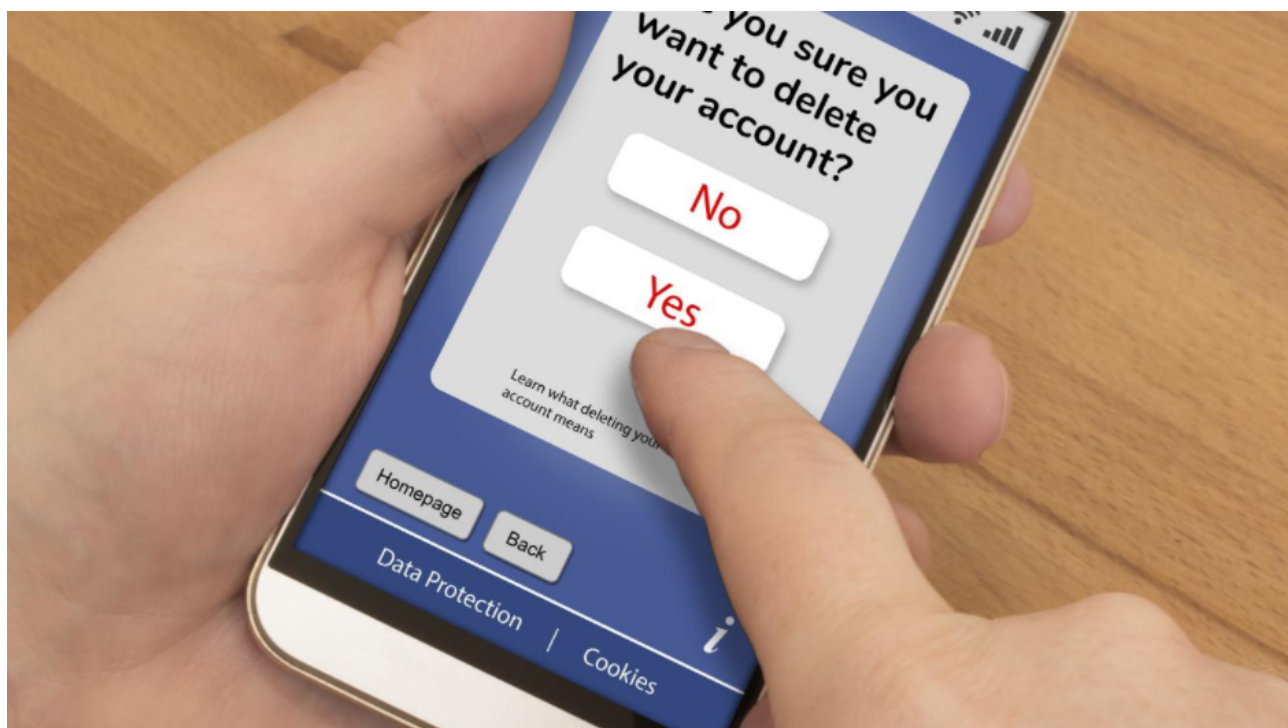 you sure you
want to delete
your account?
No
Yes
Learn what deleting your
account means
Homepage
Back
Data Protection | Cookies
i